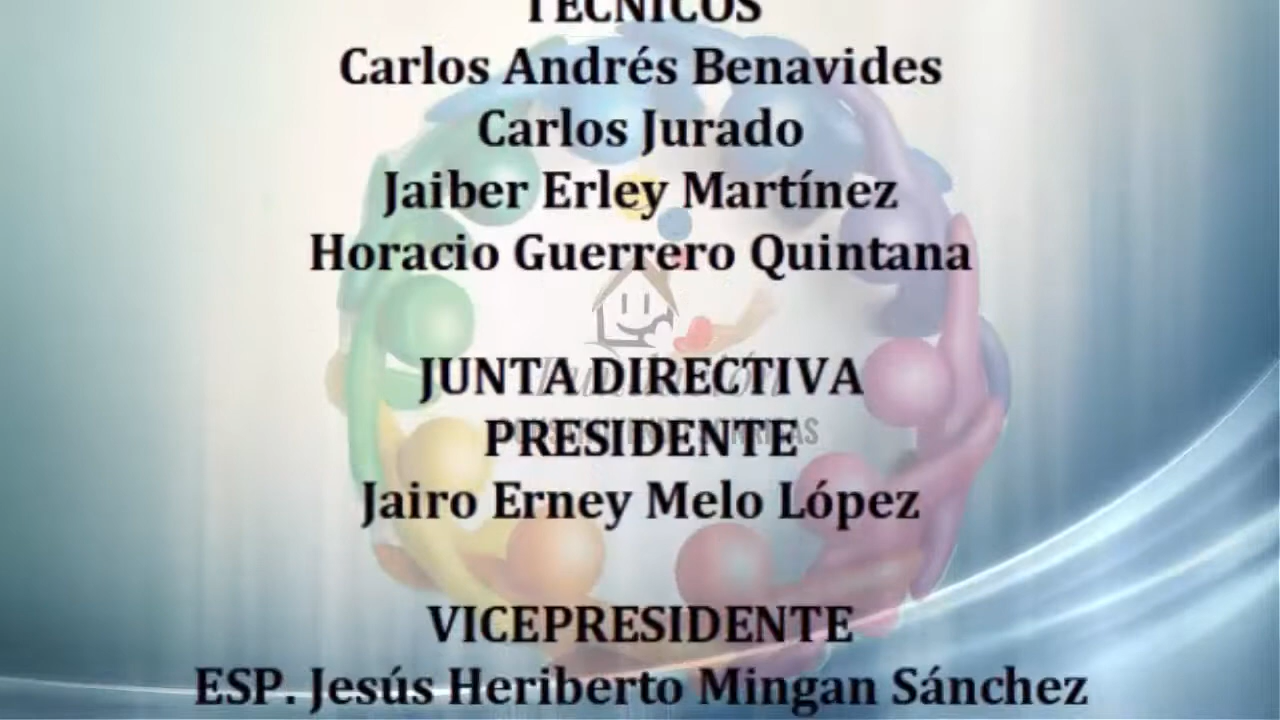 TÉCNICOS
Carlos Andrés Benavides
Carlos Jurado
Jaiber Erley Martínez
Horacio Guerrero Quintana
JUNTA DIRECTIVA
PRESIDENTE
Jairo Erney Melo López
VICEPRESIDENTE
ESP. Jesús Heriberto Mingan Sánchez